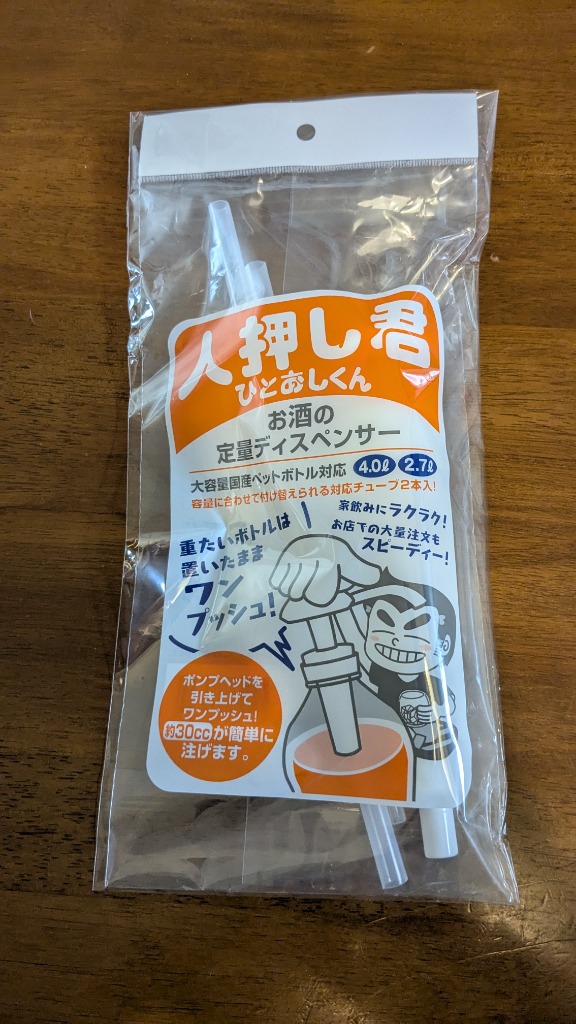 人押し君
ひとおしくん
お酒の
定量ディスペンサー
大容量国産ペットボトル対応 4.0ℓ 2.7ℓ
容量に合わせて付け替えられる対応チューブ2本入!
家飲みにラクラク!
お店での大量注文も
スピーディー!
重たいボトルは
置いたまま
ワン
プッシュ!
ポンプヘッドを
引き上げて
ワンプッシュ!
約30ccが簡単に
注げます。